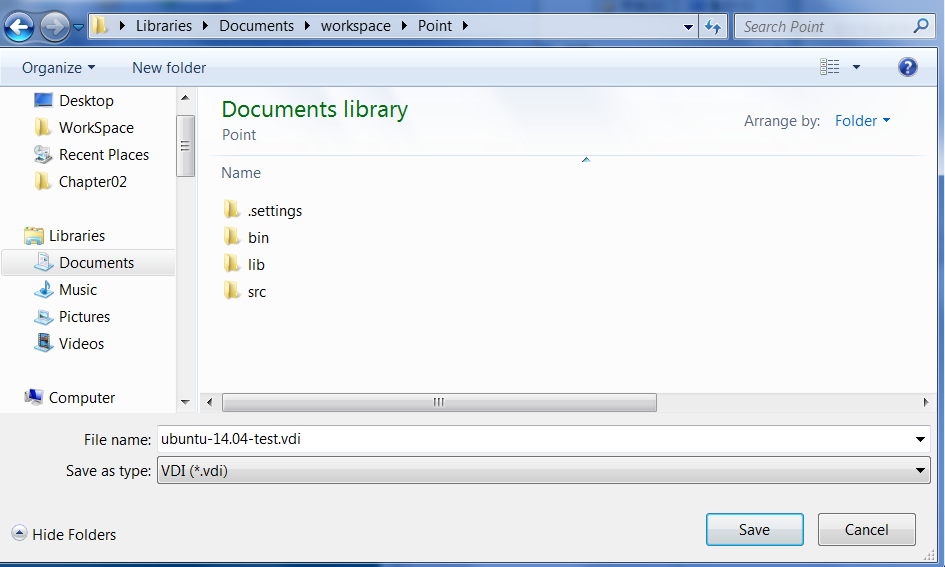 Libraries Documents workspace Point Search Point
Organize New folder
Desktop
WorkSpace
Recent Places
Chapter02
Libraries
Documents
Music
Pictures
Videos
Computer
Documents library
Point
Arrange by: Folder
Name
.settings
bin
lib
src
File name: ubuntu-14.04-test.vdi
Save as type: VDI (*.vdi)
Hide Folders Save Cancel